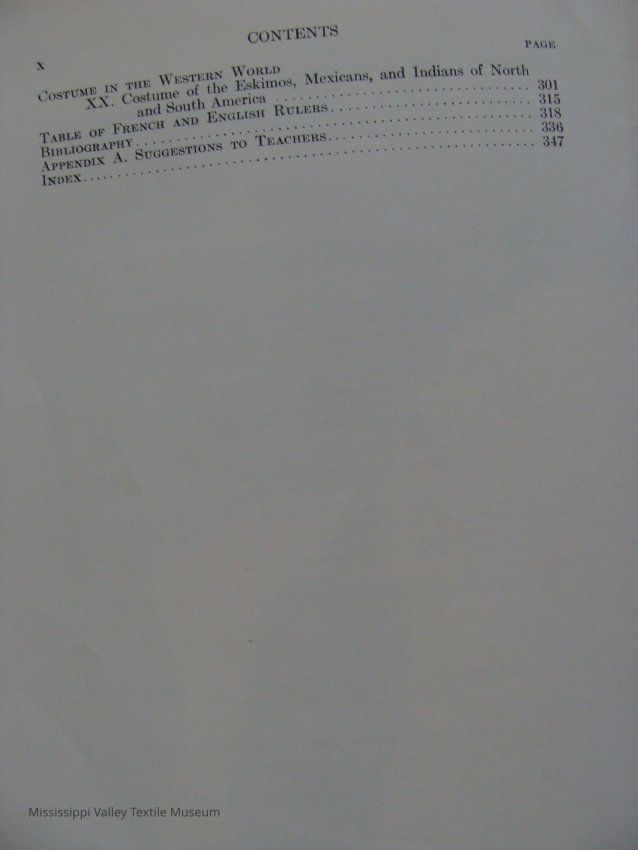 CONTENTS
X
PAGE
COSTUME IN THE WESTERN WORLD
XX. Costume of the Eskimos, Mexicans, and Indians of North
and South America . . . . . . . . . . . . . . . . . . . . . . . . . . . . . . 301
TABLE OF FRENCH AND ENGLISH RULERS . . . . . . . . . . . . . . . . . . . . . . . 315
BIBLIOGRAPHY . . . . . . . . . . . . . . . . . . . . . . . . . . . . . . . . . . . . . . . . . . . . . 318
APPENDIX A. SUGGESTIONS TO TEACHERS . . . . . . . . . . . . . . . . . . . . . . . 336
INDEX . . . . . . . . . . . . . . . . . . . . . . . . . . . . . . . . . . . . . . . . . . . . . . . . . . . . 347
Mississippi Valley Textile Museum